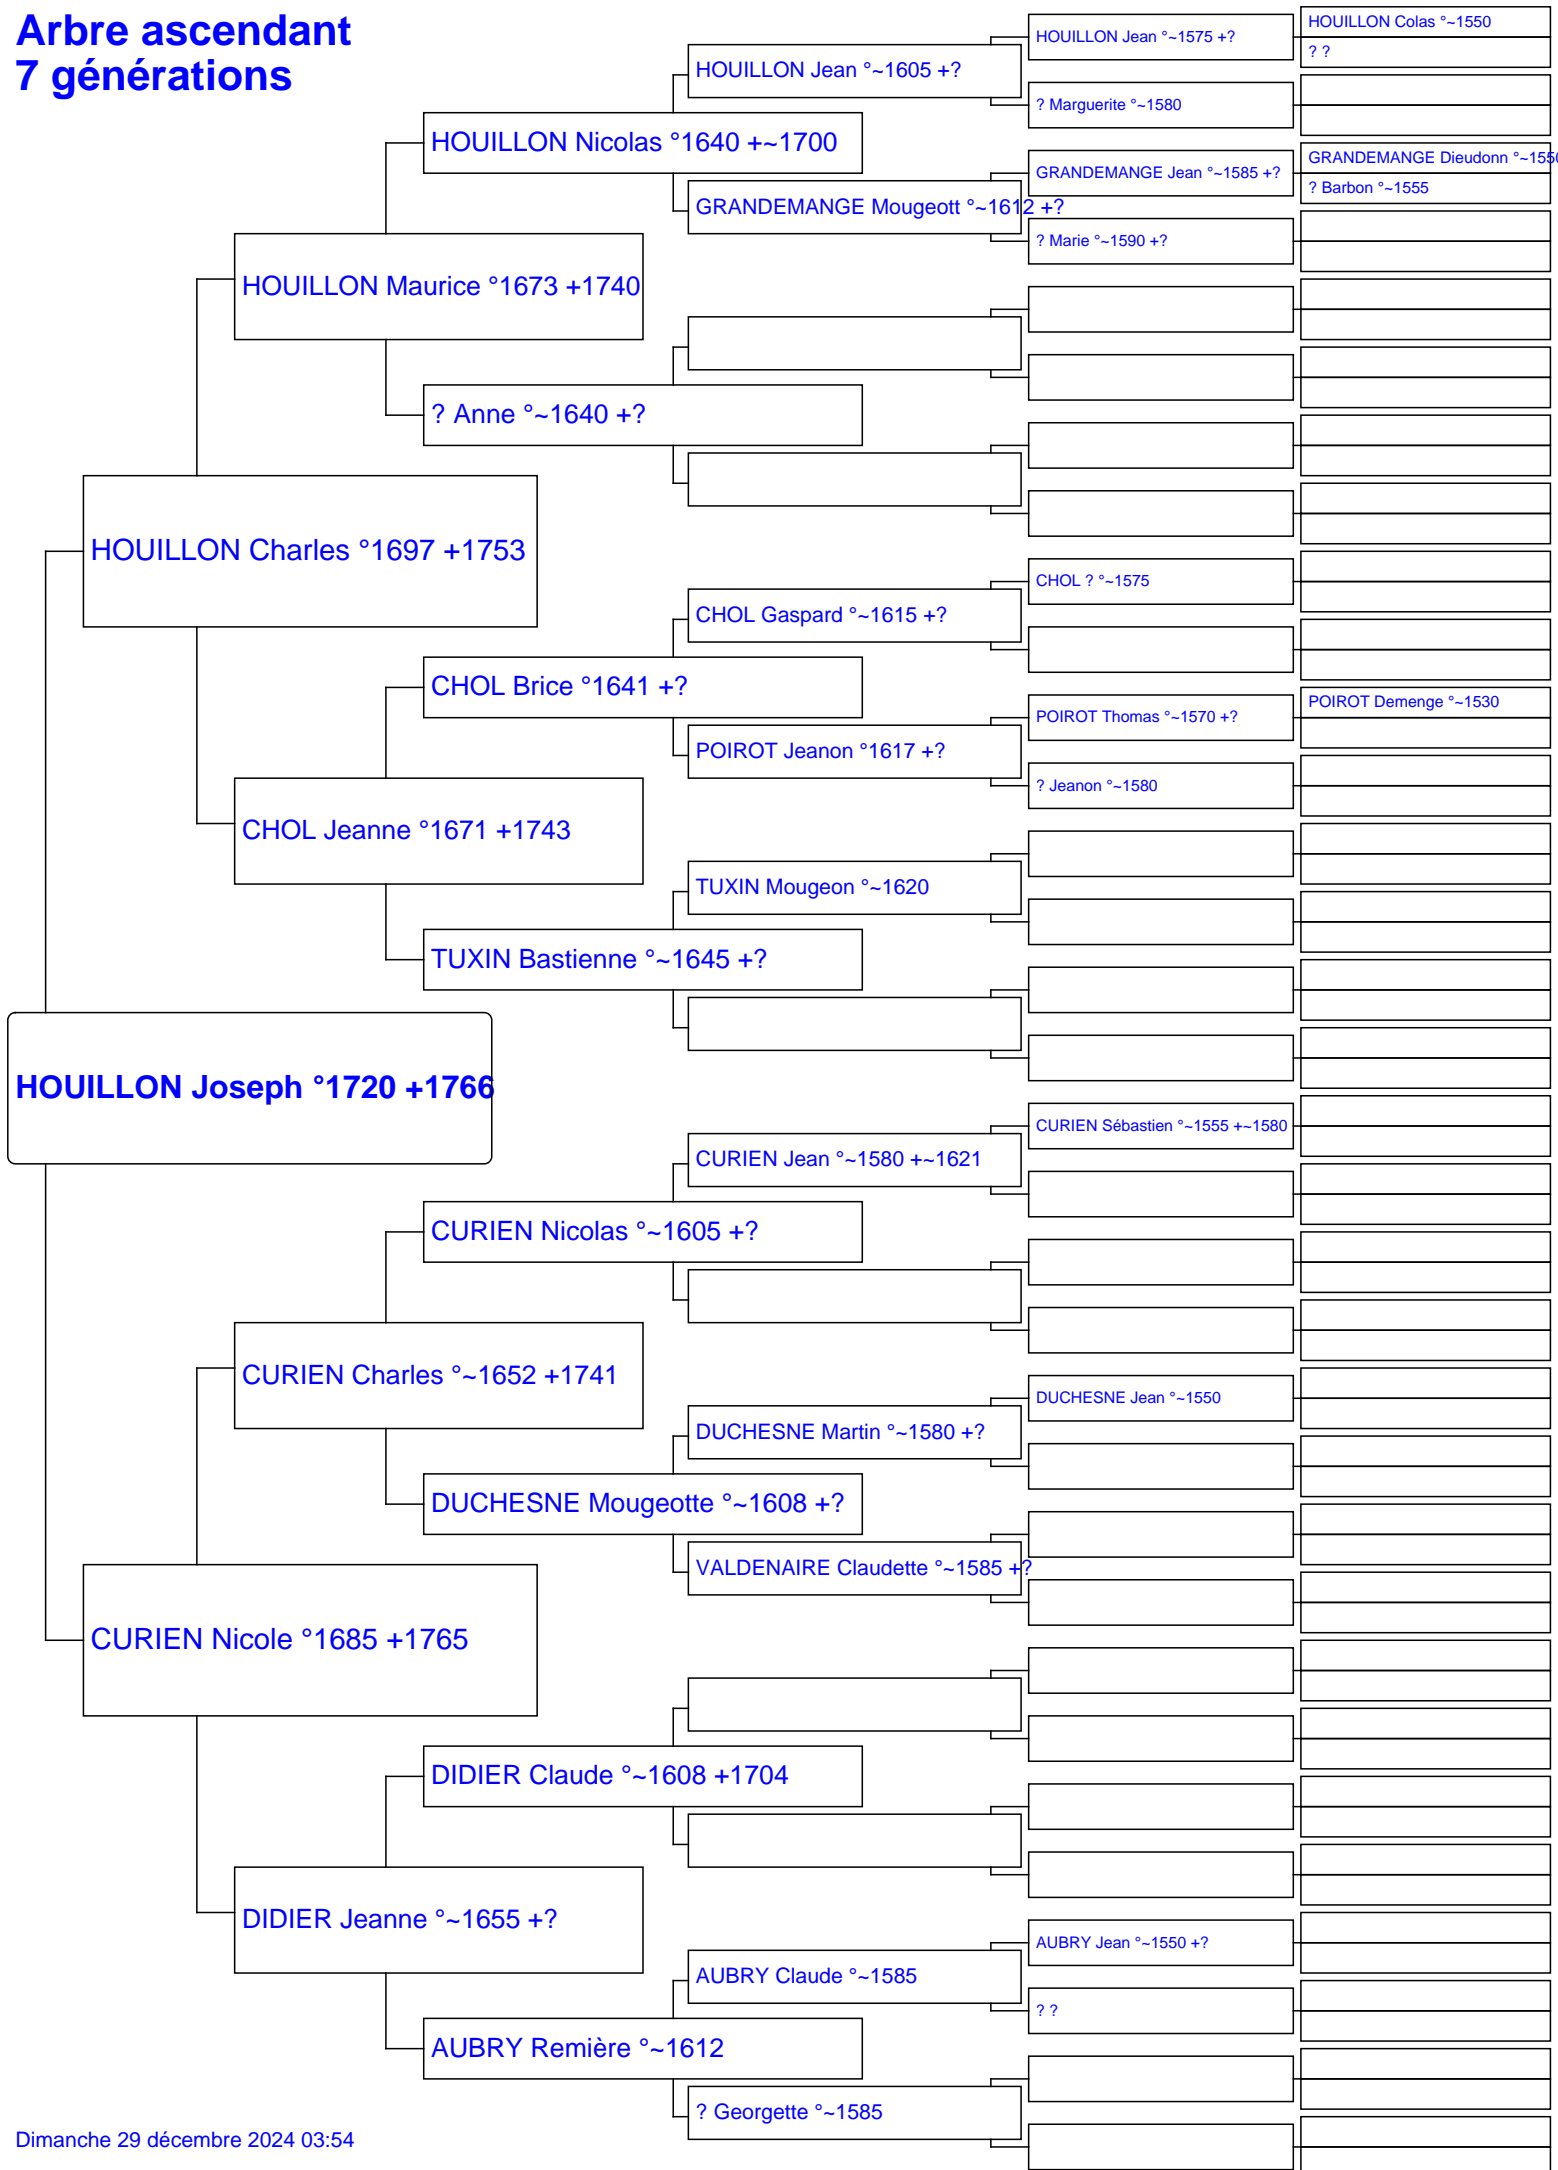 Arbre ascendant
7 générations
HOUILLON Colas °~1550
HOUILLON Jean °~1575 +?
? ?
HOUILLON Jean °~1605 +?
? Marguerite °~1580
HOUILLON Nicolas °1640 +~1700
GRANDEMANGE Dieudonn °~1550
GRANDEMANGE Jean °~1585 +?
? Barbon °~1555
GRANDEMANGE Mougeott °~1612 +?
? Marie °~1590 +?
HOUILLON Maurice °1673 +1740
? Anne °~1640 +?
HOUILLON Charles °1697 +1753
CHOL ? °~1575
CHOL Gaspard °~1615 +?
CHOL Brice °1641 +?
POIROT Demenge °~1530
POIROT Thomas °~1570 +?
POIROT Jeanon °1617 +?
? Jeanon °~1580
CHOL Jeanne °1671 +1743
TUXIN Mougeon °~1620
TUXIN Bastienne °~1645 +?
HOUILLON Joseph °1720 +1766
CURIEN Sébastien °~1555 +~1580
CURIEN Jean °~1580 +~1621
CURIEN Nicolas °~1605 +?
CURIEN Charles °~1652 +1741
DUCHESNE Jean °~1550
DUCHESNE Martin °~1580 +?
DUCHESNE Mougeotte °~1608 +?
VALDENAIRE Claudette °~1585 +?
CURIEN Nicole °1685 +1765
DIDIER Claude °~1608 +1704
DIDIER Jeanne °~1655 +?
AUBRY Jean °~1550 +?
AUBRY Claude °~1585
? ?
AUBRY Remière °~1612
? Georgette °~1585
Dimanche 29 décembre 2024 03:54